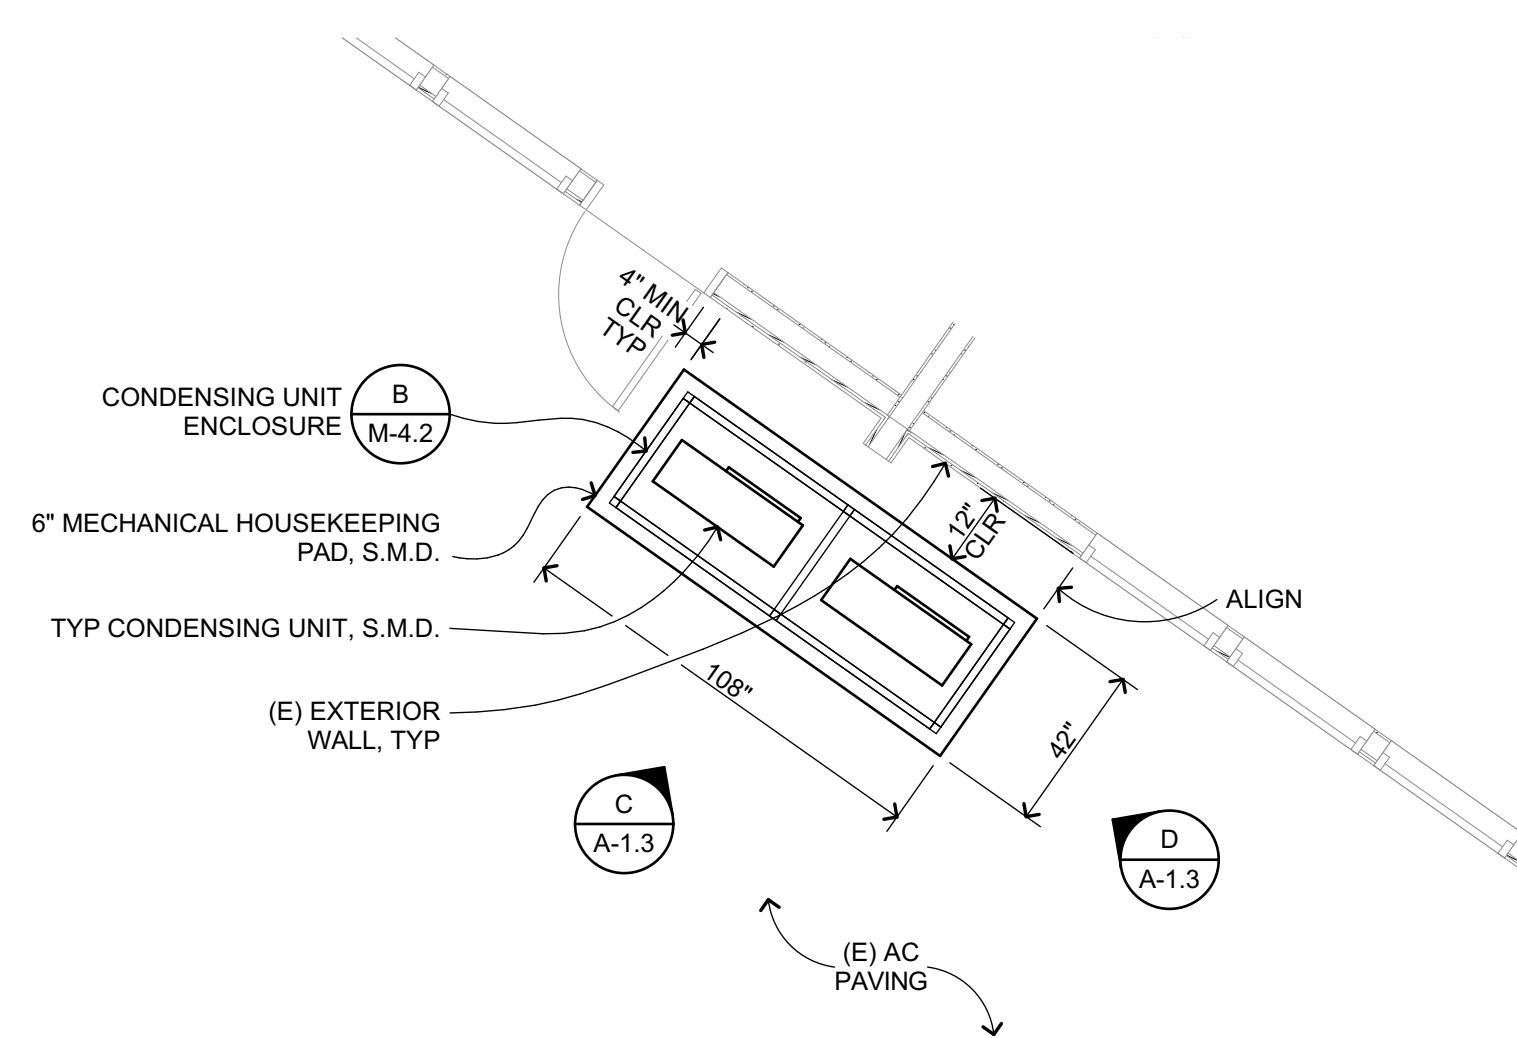 4" MIN
CLR
TYP
CONDENSING UNIT
ENCLOSURE
B
M-4.2
6" MECHANICAL HOUSEKEEPING
PAD, S.M.D.
12"
CLR
ALIGN
TYP CONDENSING UNIT, S.M.D.
108"
(E) EXTERIOR
WALL, TYP
42"
C
A-1.3
D
A-1.3
(E) AC
PAVING